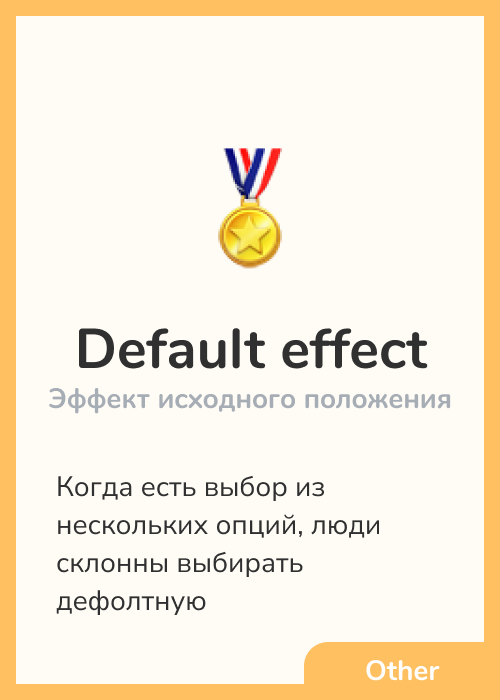 Default effect
Эффект исходного положения
Когда есть выбор из
нескольких опций, люди
склонны выбирать
дефолтную
Other